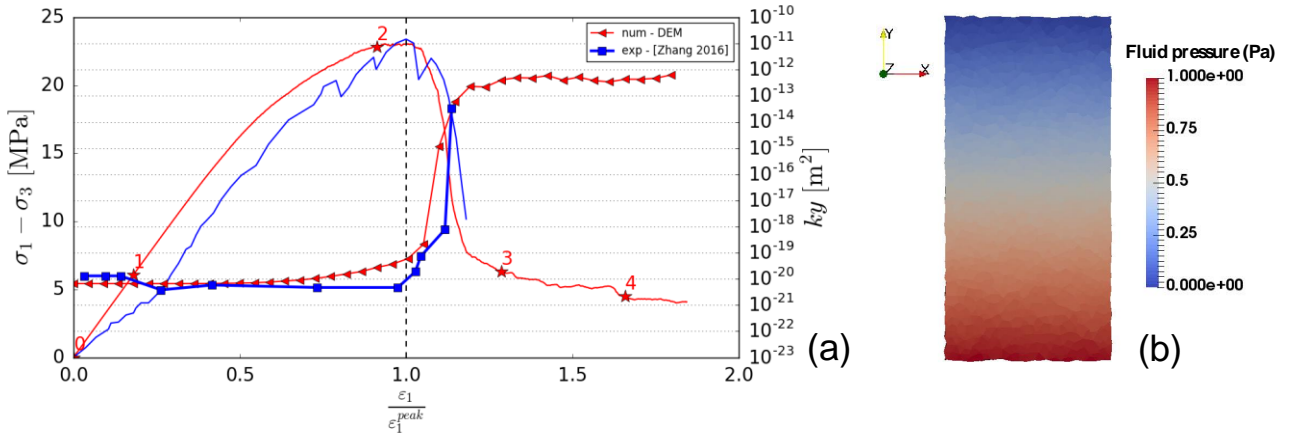 25
20
15
10
5
0
σ₁ − σ₃ [MPa]
0
1
2
3
4
num - DEM
exp - [Zhang 2016]
10⁻¹⁰
10⁻¹¹
10⁻¹²
10⁻¹³
10⁻¹⁴
10⁻¹⁵
10⁻¹⁶
10⁻¹⁷
10⁻¹⁸
10⁻¹⁹
10⁻²⁰
10⁻²¹
10⁻²²
10⁻²³
ky [m²]
0.0 0.5 1.0 1.5 2.0
ε₁
ε₁ᵖᵉᵃᵏ
(a)
Y
Z X
Fluid pressure (Pa)
1.000e+00
0.75
0.5
0.25
0.000e+00
(b)